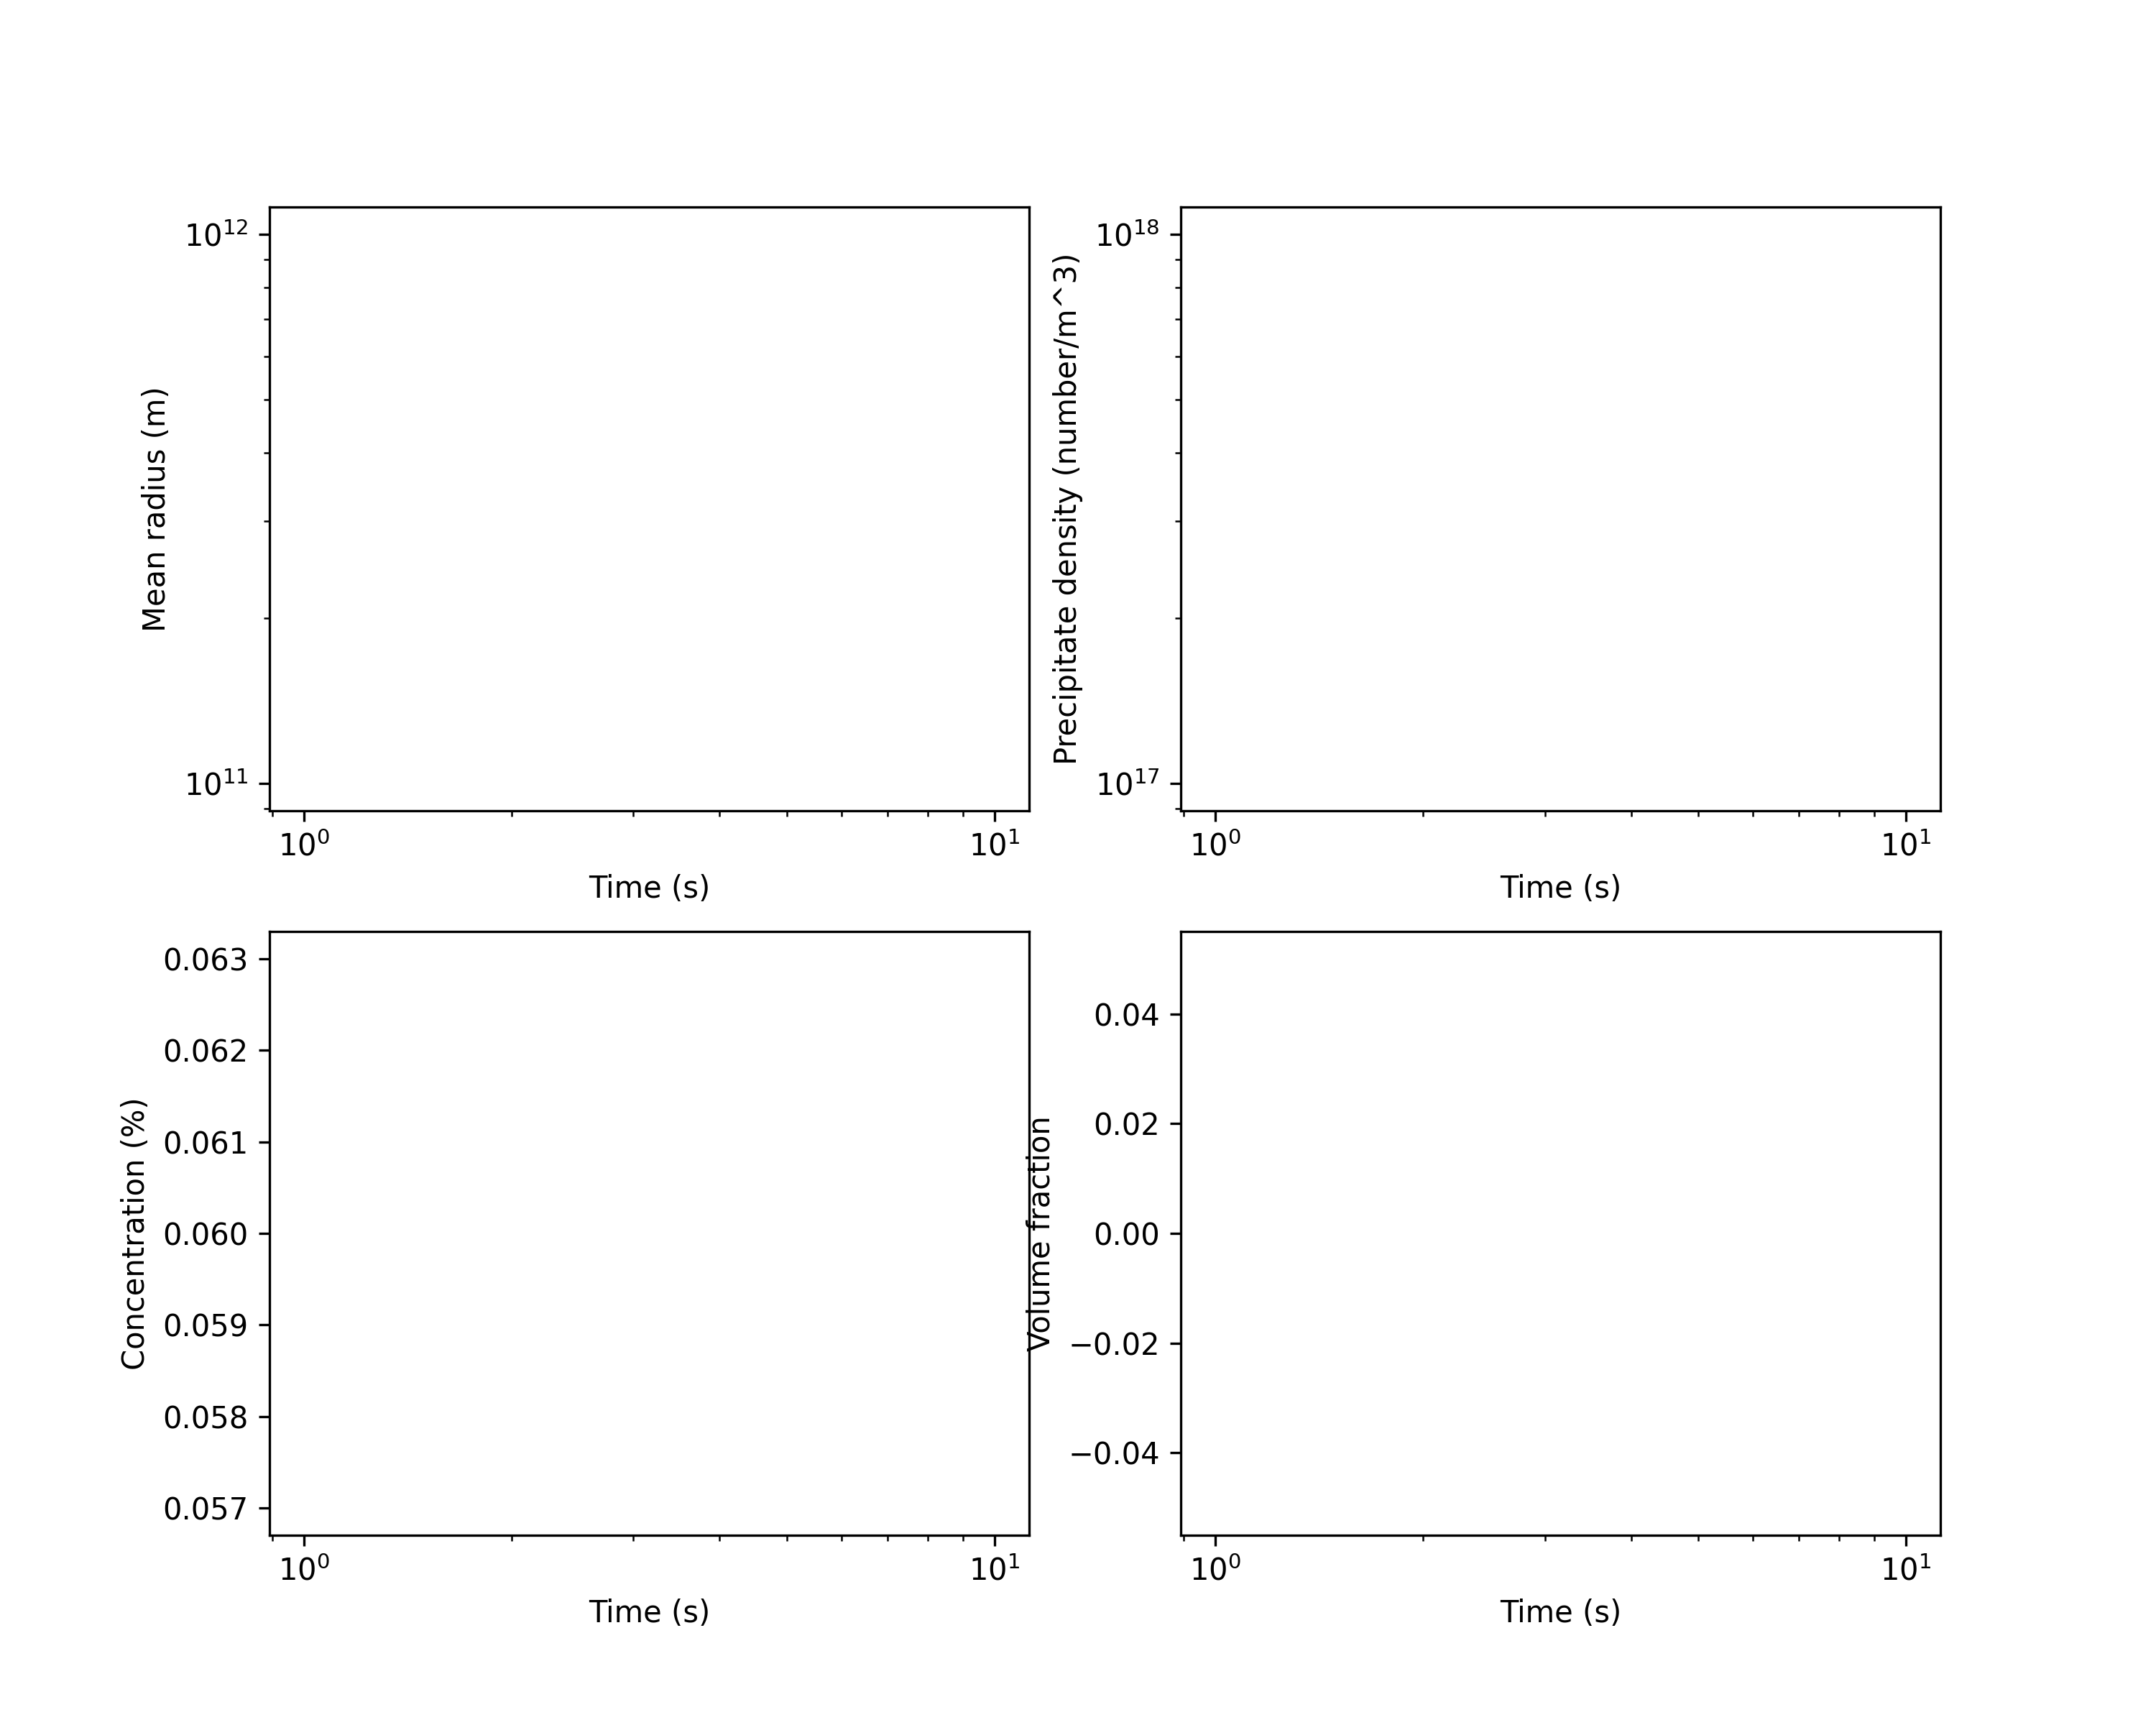 10¹²
10¹¹
Mean radius (m)
10⁰ 10¹
Time (s)
10¹⁸
10¹⁷
Precipitate density (number/m^3)
10⁰ 10¹
Time (s)
0.063
0.062
0.061
0.060
0.059
0.058
0.057
Concentration (%)
10⁰ 10¹
Time (s)
0.04
0.02
0.00
−0.02
−0.04
Volume fraction
10⁰ 10¹
Time (s)